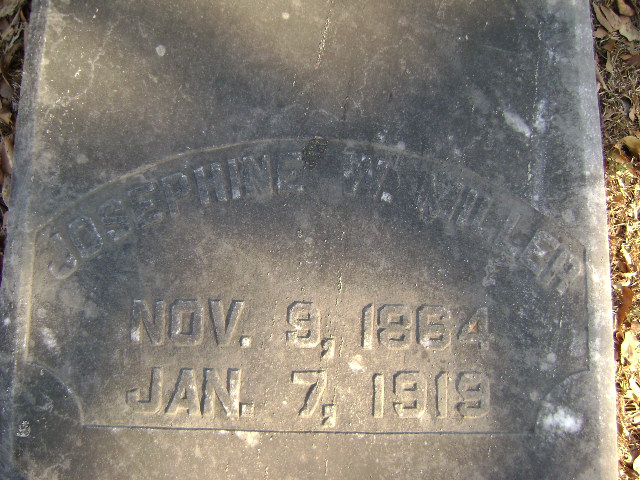 JOSEPHINE W. MILLER
NOV. 9, 1864
JAN. 7, 1919